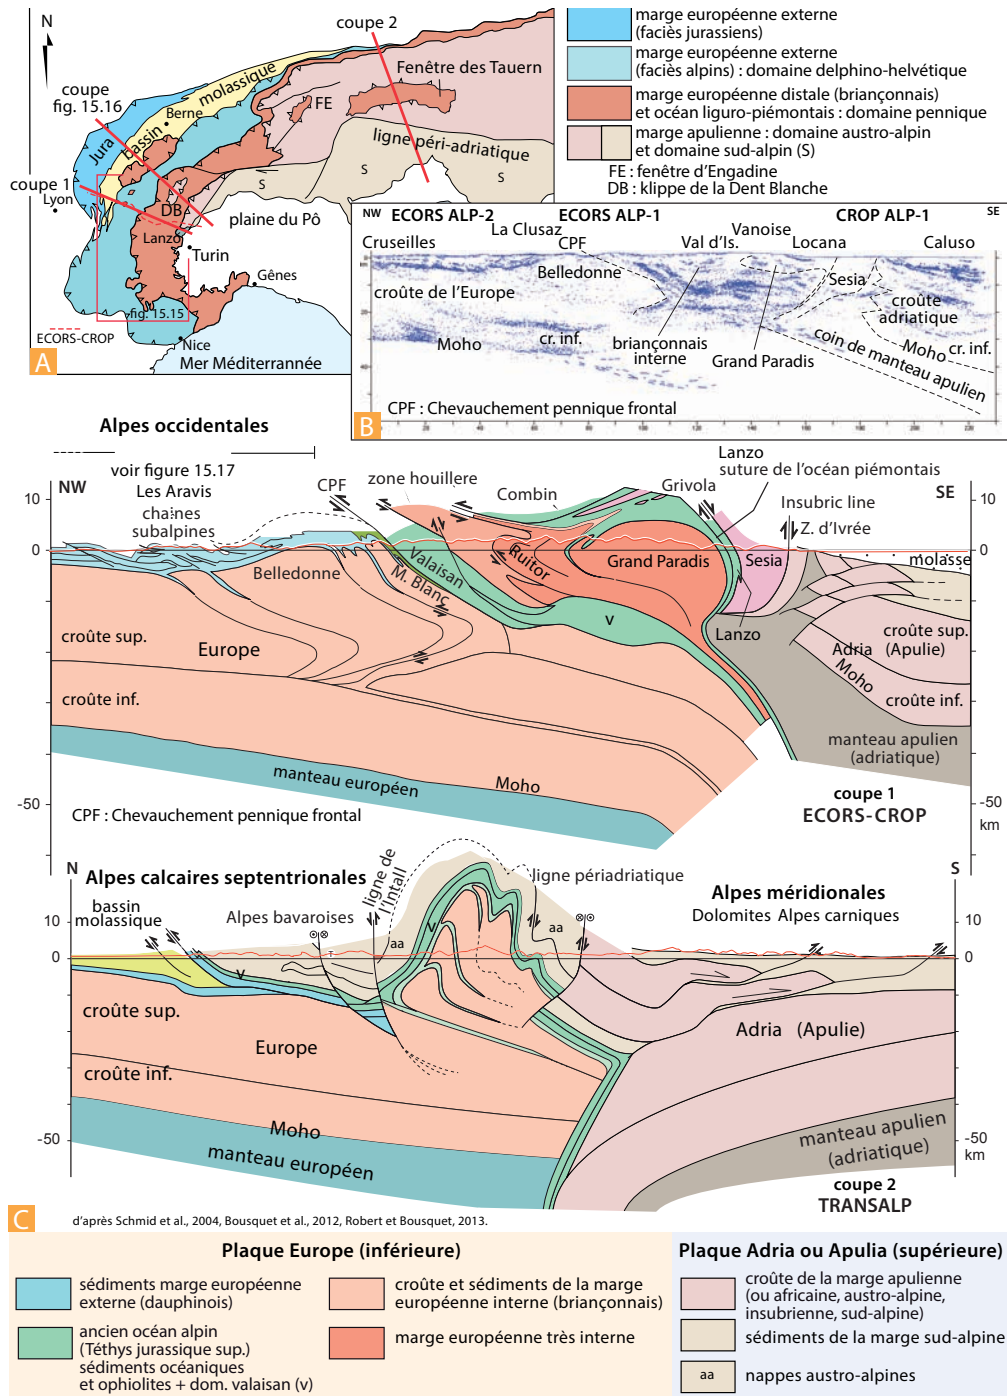 N
coupe 2
coupe
fig. 15.16
bassin molassique
Berne
Jura
Fenêtre des Tauern
FE
ligne péri-adriatique
coupe 1
Lyon
DB
S
S
S
plaine du Pô
Lanzo
Turin
Gênes
fig. 15.15
ECORS-CROP
Nice
Mer Méditerrannée
A
marge européenne externe
(faciès jurassiens)
marge européenne externe
(faciès alpins) : domaine delphino-helvétique
marge européenne distale (briançonnais)
et océan liguro-piémontais : domaine pennique
marge apulienne : domaine austro-alpin
et domaine sud-alpin (S)
FE : fenêtre d'Engadine
DB : klippe de la Dent Blanche
NW ECORS ALP-2 ECORS ALP-1 CROP ALP-1 SE
La Clusaz Vanoise
Cruseilles CPF Val d'Is. Locana Caluso
Belledonne
Sesia
croûte de l'Europe
croûte
adriatique
Moho cr. inf.
briançonnais
interne
Grand Paradis
Moho cr. inf.
coin de manteau apulien
CPF : Chevauchement pennique frontal
B
0 20 40 60 80 100 120 140 160 180 200 220
Alpes occidentales
voir figure 15.17
NW
Les Aravis
chaînes
subalpines
CPF
zone houillere
Combin
Grivola
Lanzo
suture de l'océan piémontais
Insubric line
Z. d'Ivrée
SE
10
0
-50
10
0
-50
km
Belledonne
M. Blanc
Valaisan
Ruitor
Grand Paradis
Sesia
molasse
v
Lanzo
croûte sup.
Europe
croûte inf.
croûte sup.
Adria (Apulie)
Moho
croûte inf.
manteau européen
Moho
manteau apulien
(adriatique)
CPF : Chevauchement pennique frontal
coupe 1
ECORS-CROP
N
Alpes calcaires septentrionales
bassin
molassique
Alpes bavaroises
ligne de
l'Intall
ligne périadriatique
Alpes méridionales
Dolomites Alpes carniques
S
10
0
-50
10
0
-50
km
v
T
aa
v
aa
croûte sup.
Europe
croûte inf.
Moho
manteau européen
Adria (Apulie)
manteau apulien
(adriatique)
coupe 2
TRANSALP
C
d'après Schmid et al., 2004, Bousquet et al., 2012, Robert et Bousquet, 2013.
Plaque Europe (inférieure)
sédiments marge européenne
externe (dauphinois)
ancien océan alpin
(Téthys jurassique sup.)
sédiments océaniques
et ophiolites + dom. valaisan (v)
croûte et sédiments de la marge
européenne interne (briançonnais)
marge européenne très interne
Plaque Adria ou Apulia (supérieure)
croûte de la marge apulienne
(ou africaine, austro-alpine,
insubrienne, sud-alpine)
sédiments de la marge sud-alpine
aa
nappes austro-alpines